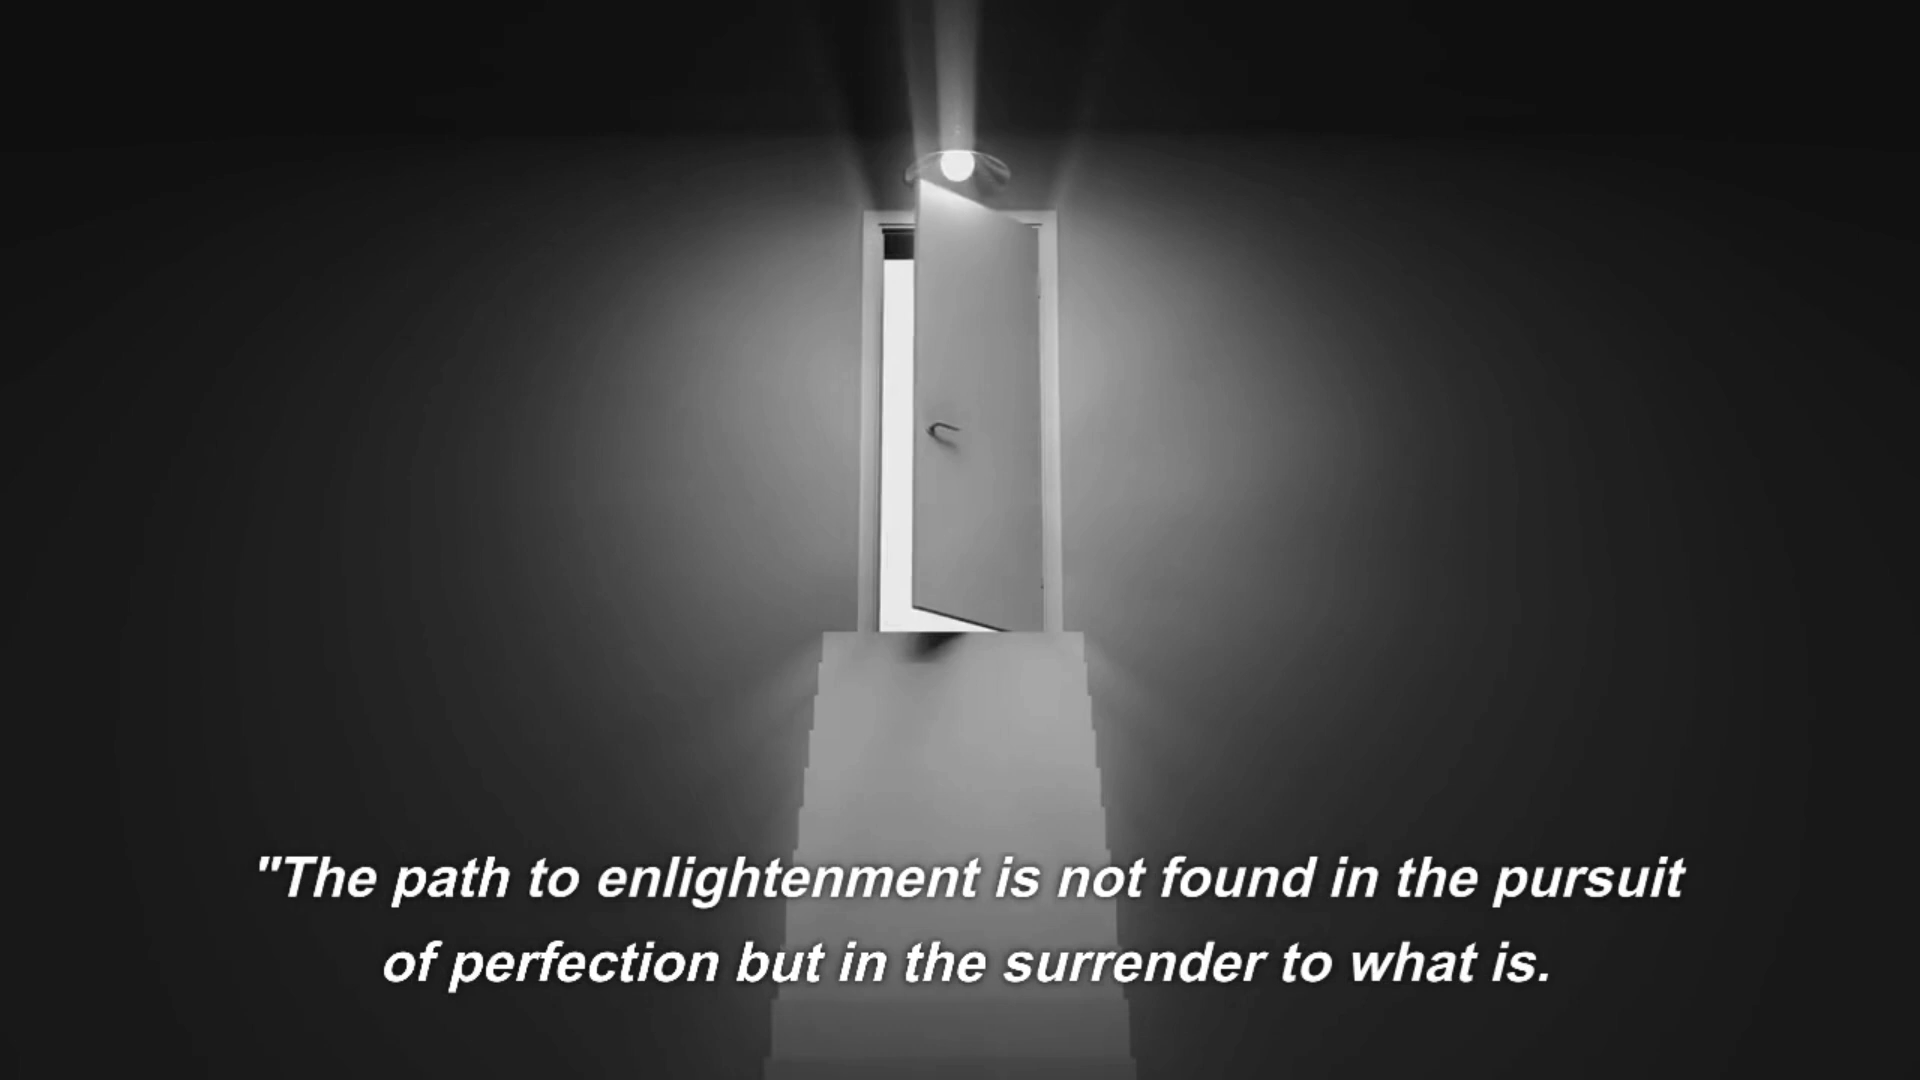 "The path to enlightenment is not found in the pursuit
of perfection but in the surrender to what is.